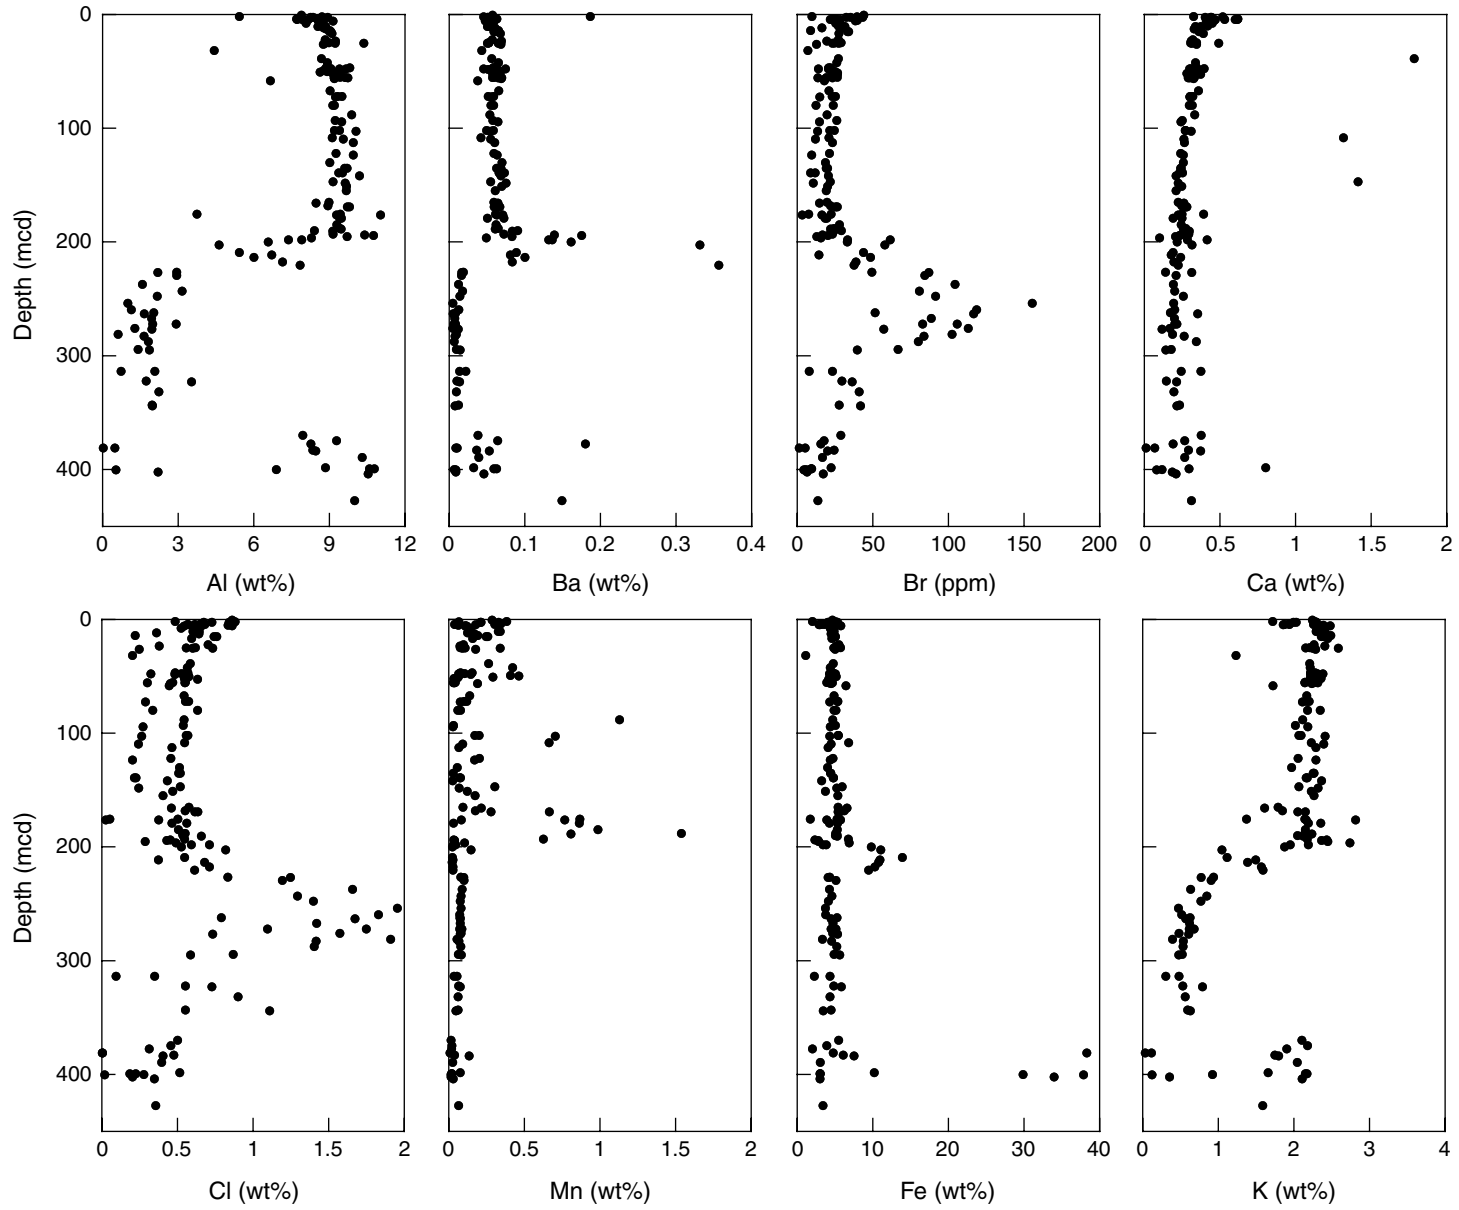 Depth (mcd)
0
100
200
300
400
0 3 6 9 12
Al (wt%)
0 0.1 0.2 0.3 0.4
Ba (wt%)
0 50 100 150 200
Br (ppm)
0 0.5 1 1.5 2
Ca (wt%)
Depth (mcd)
0
100
200
300
400
0 0.5 1 1.5 2
Cl (wt%)
0 0.5 1 1.5 2
Mn (wt%)
0 10 20 30 40
Fe (wt%)
0 1 2 3 4
K (wt%)